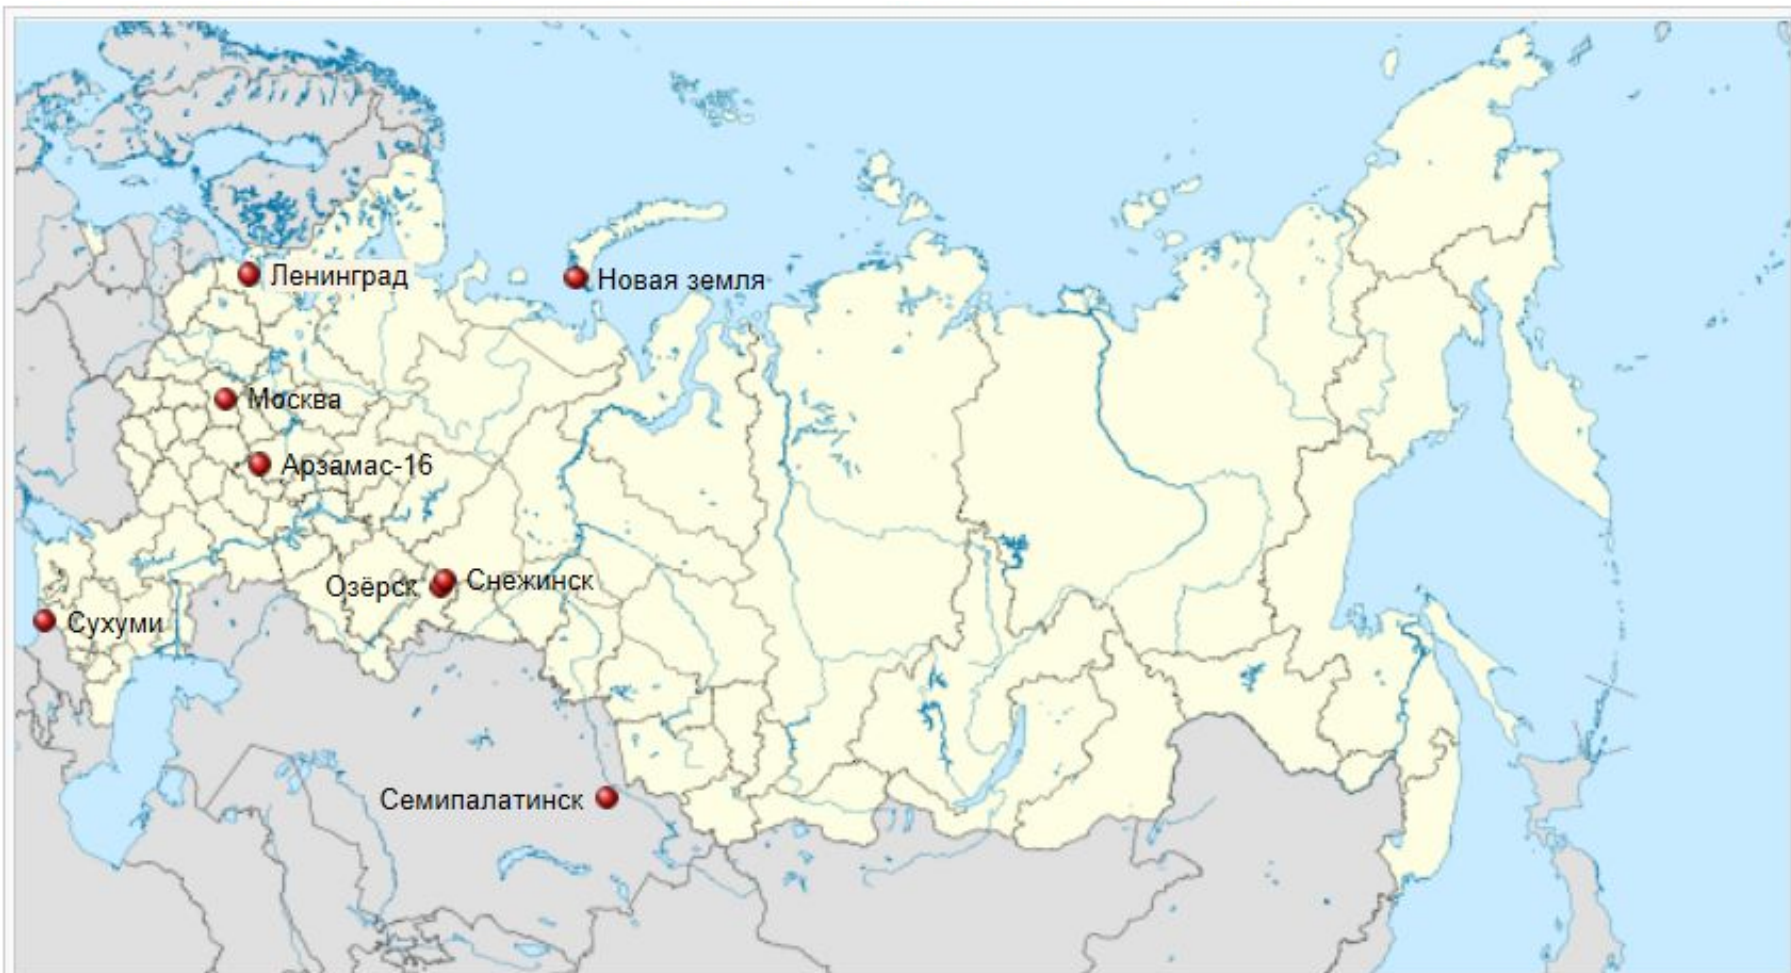 Ленинград
Новая земля
Москва
Арзамас-16
Снежинск
Озёрск
Сухуми
Семипалатинск